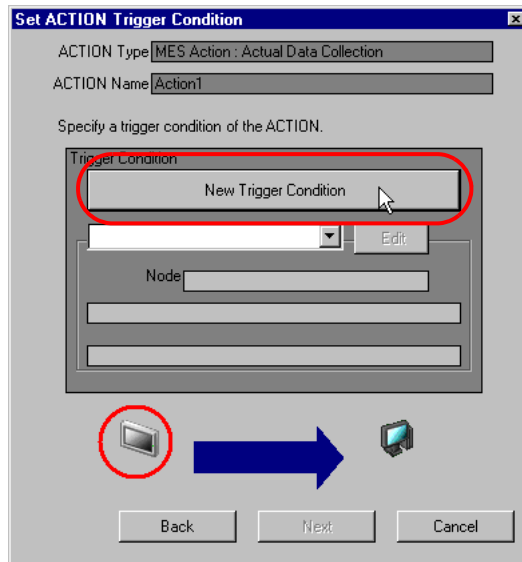 Set ACTION Trigger Condition
ACTION Type MES Action : Actual Data Collection
ACTION Name Action1
Specify a trigger condition of the ACTION.
Trigger Condition
New Trigger Condition
Edit
Node
Back Next Cancel